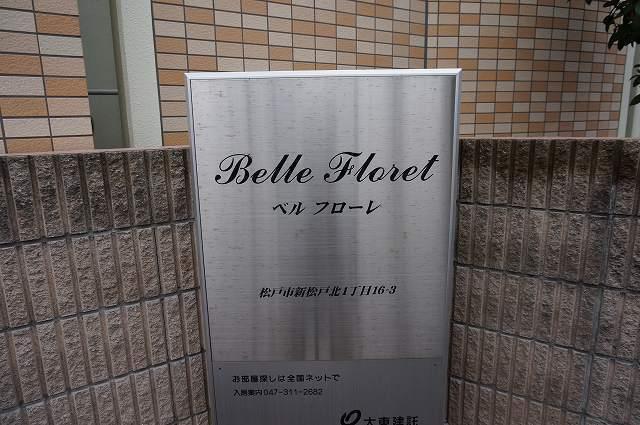 Belle Floret
ベル フローレ
松戸市新松戸北1丁目16-3
お部屋探しは全国ネットで
入居案内 047-311-2682
大東建託